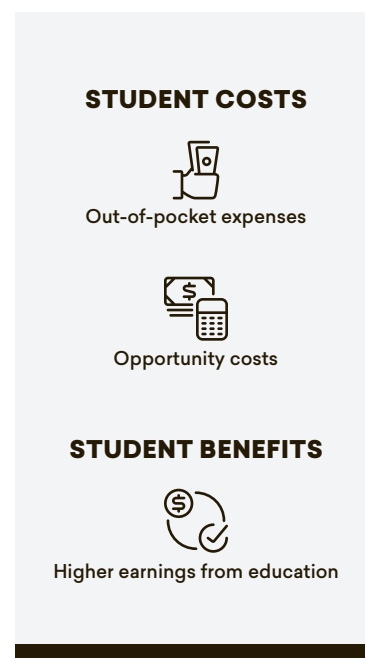 STUDENT COSTS
Out-of-pocket expenses
$
Opportunity costs
STUDENT BENEFITS
$
Higher earnings from education